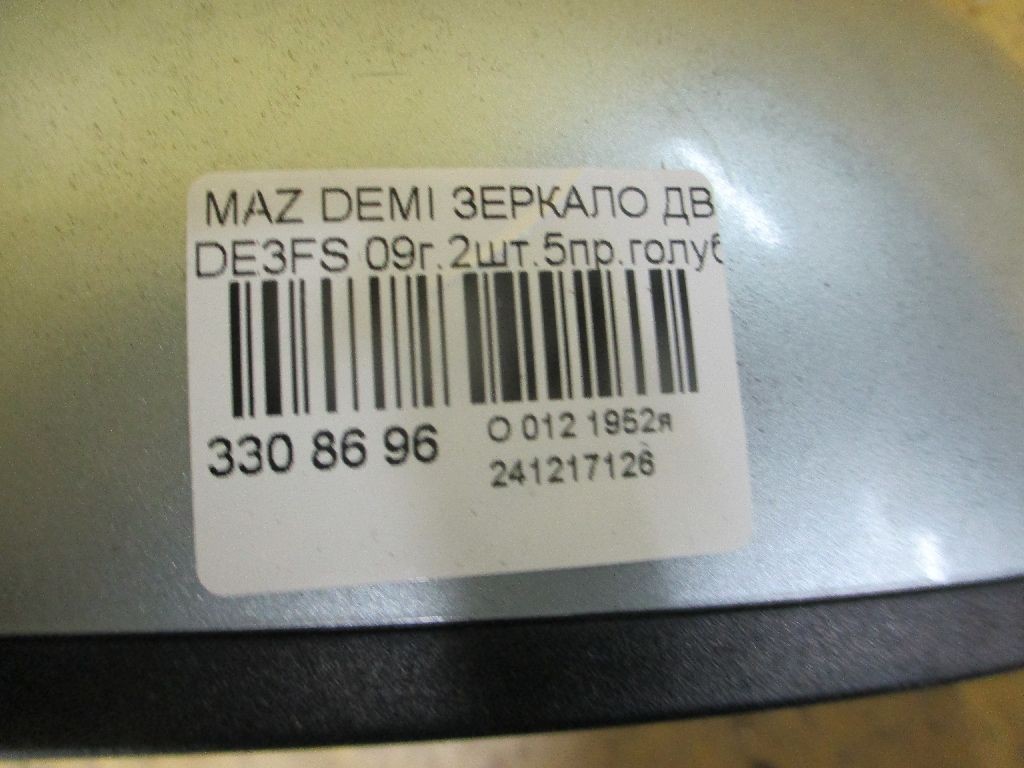 MAZ DEMI ЗЕРКАЛО ДВ
DE3FS 09г.2шт.5пр.голуб
330 86 96
О 012 1952я
241217126